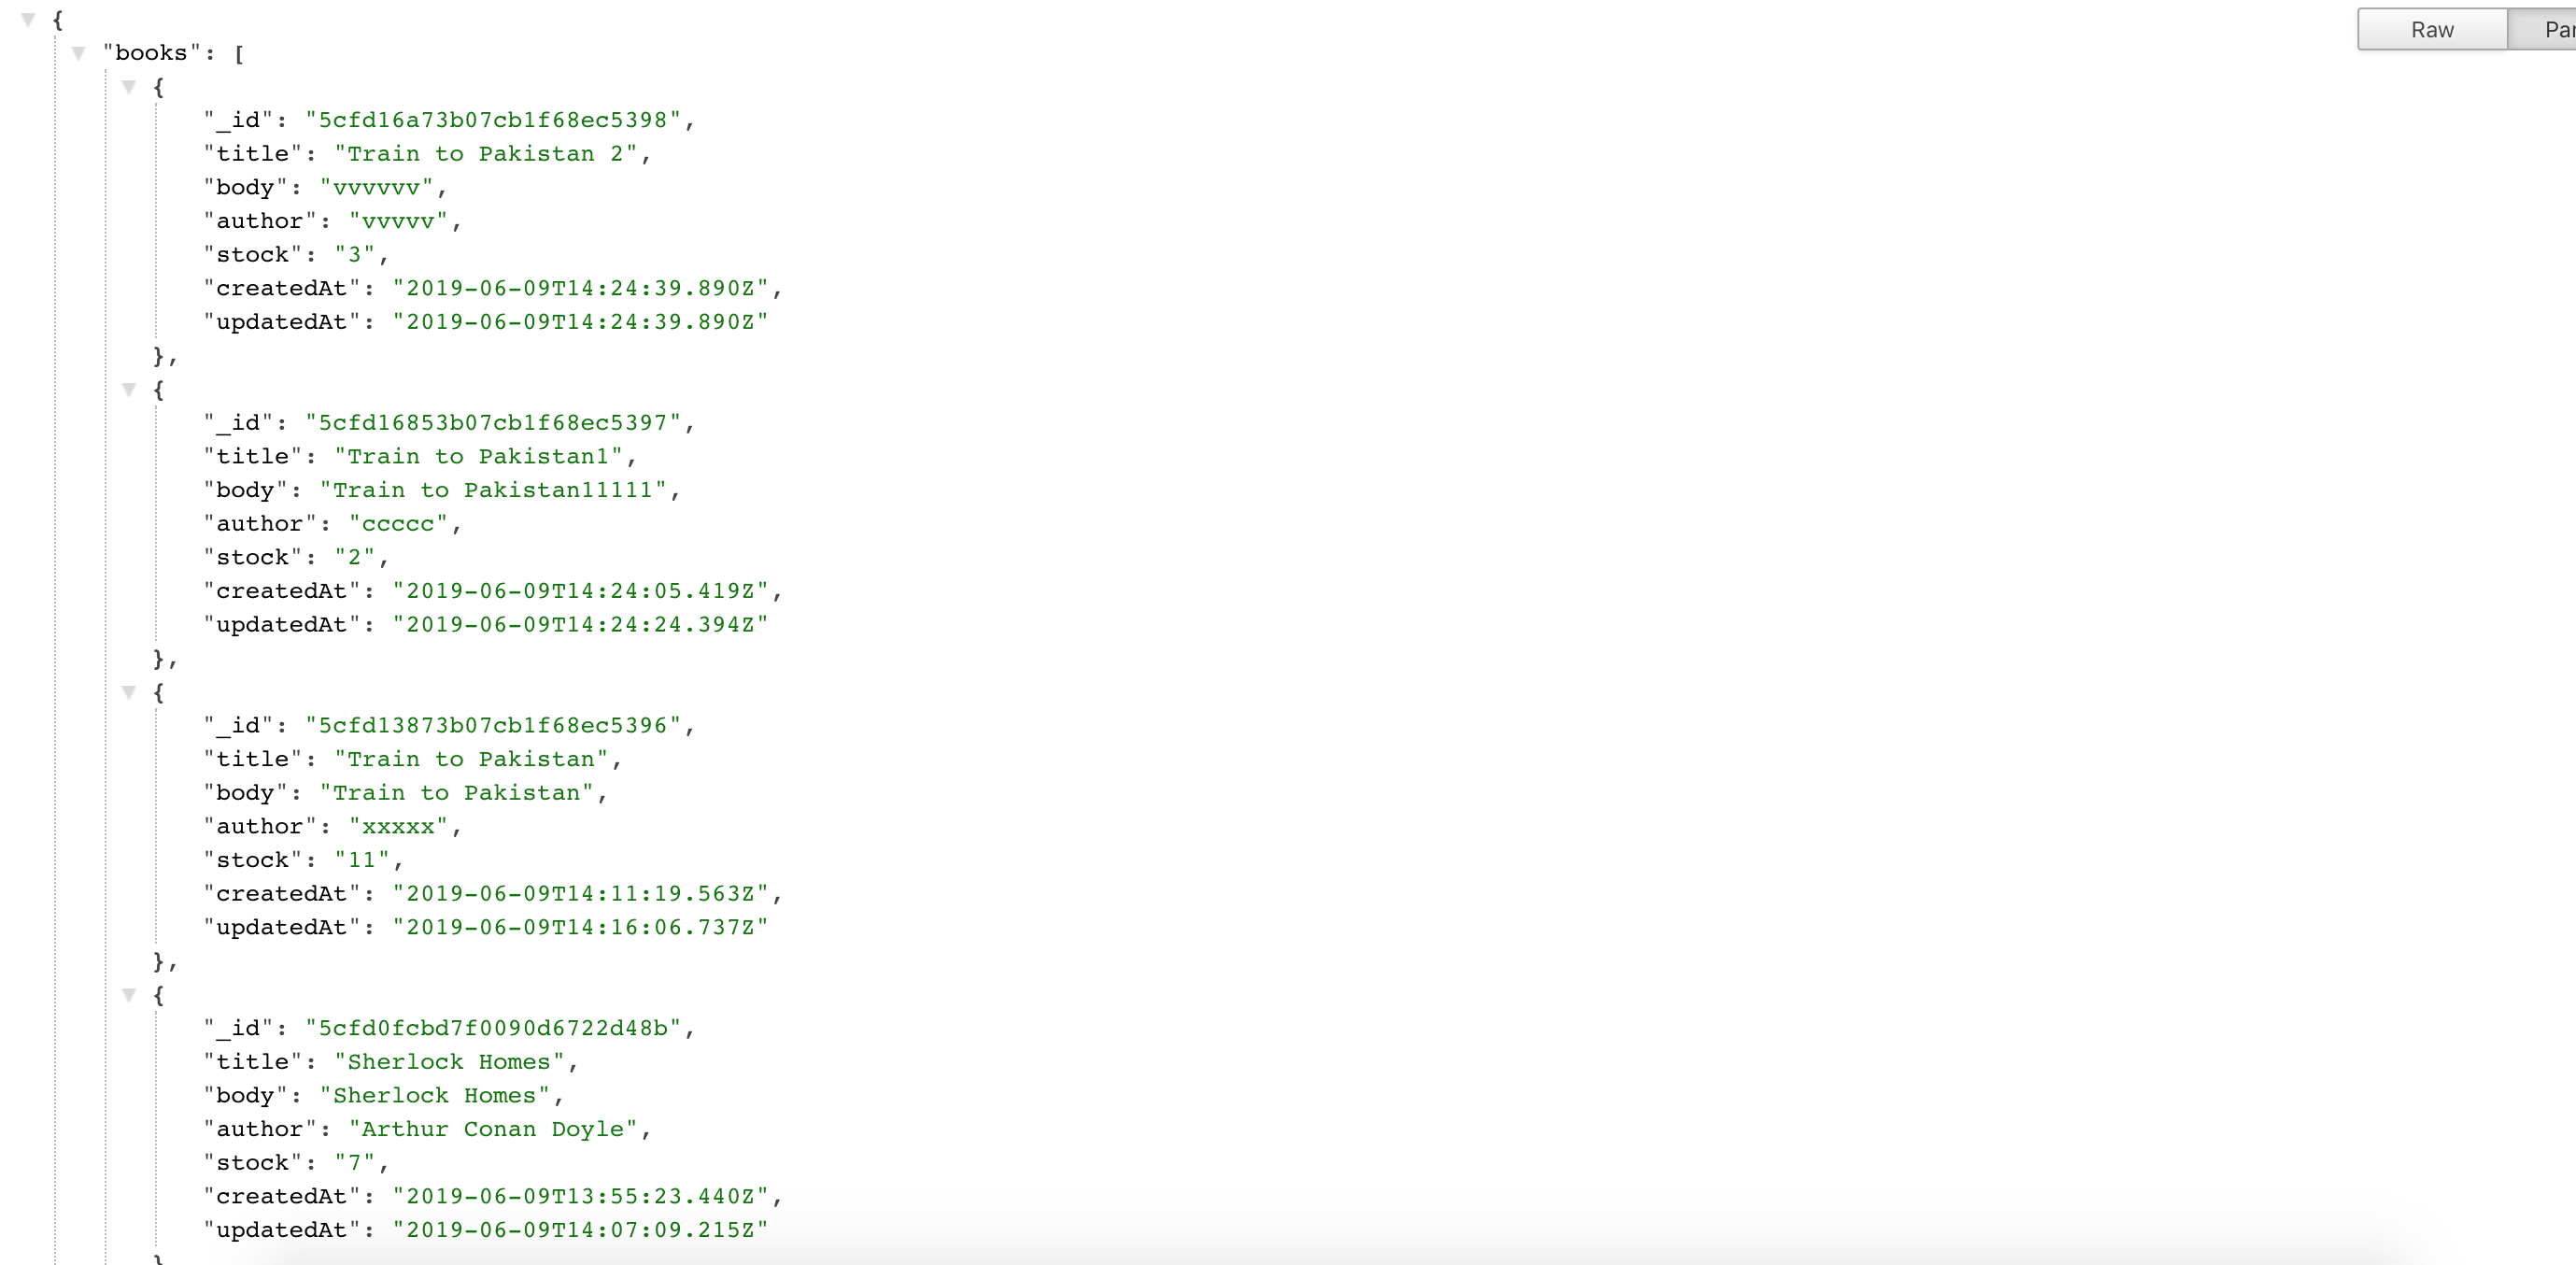 {
"books": [
{
"_id": "5cfd16a73b07cb1f68ec5398",
"title": "Train to Pakistan 2",
"body": "vvvvvv",
"author": "vvvvv",
"stock": "3",
"createdAt": "2019-06-09T14:24:39.890Z",
"updatedAt": "2019-06-09T14:24:39.890Z"
},
{
"_id": "5cfd16853b07cb1f68ec5397",
"title": "Train to Pakistan1",
"body": "Train to Pakistan11111",
"author": "ccccc",
"stock": "2",
"createdAt": "2019-06-09T14:24:05.419Z",
"updatedAt": "2019-06-09T14:24:24.394Z"
},
{
"_id": "5cfd13873b07cb1f68ec5396",
"title": "Train to Pakistan",
"body": "Train to Pakistan",
"author": "xxxxx",
"stock": "11",
"createdAt": "2019-06-09T14:11:19.563Z",
"updatedAt": "2019-06-09T14:16:06.737Z"
},
{
"_id": "5cfd0fcbd7f0090d6722d48b",
"title": "Sherlock Homes",
"body": "Sherlock Homes",
"author": "Arthur Conan Doyle",
"stock": "7",
"createdAt": "2019-06-09T13:55:23.440Z",
"updatedAt": "2019-06-09T14:07:09.215Z"
}
Raw